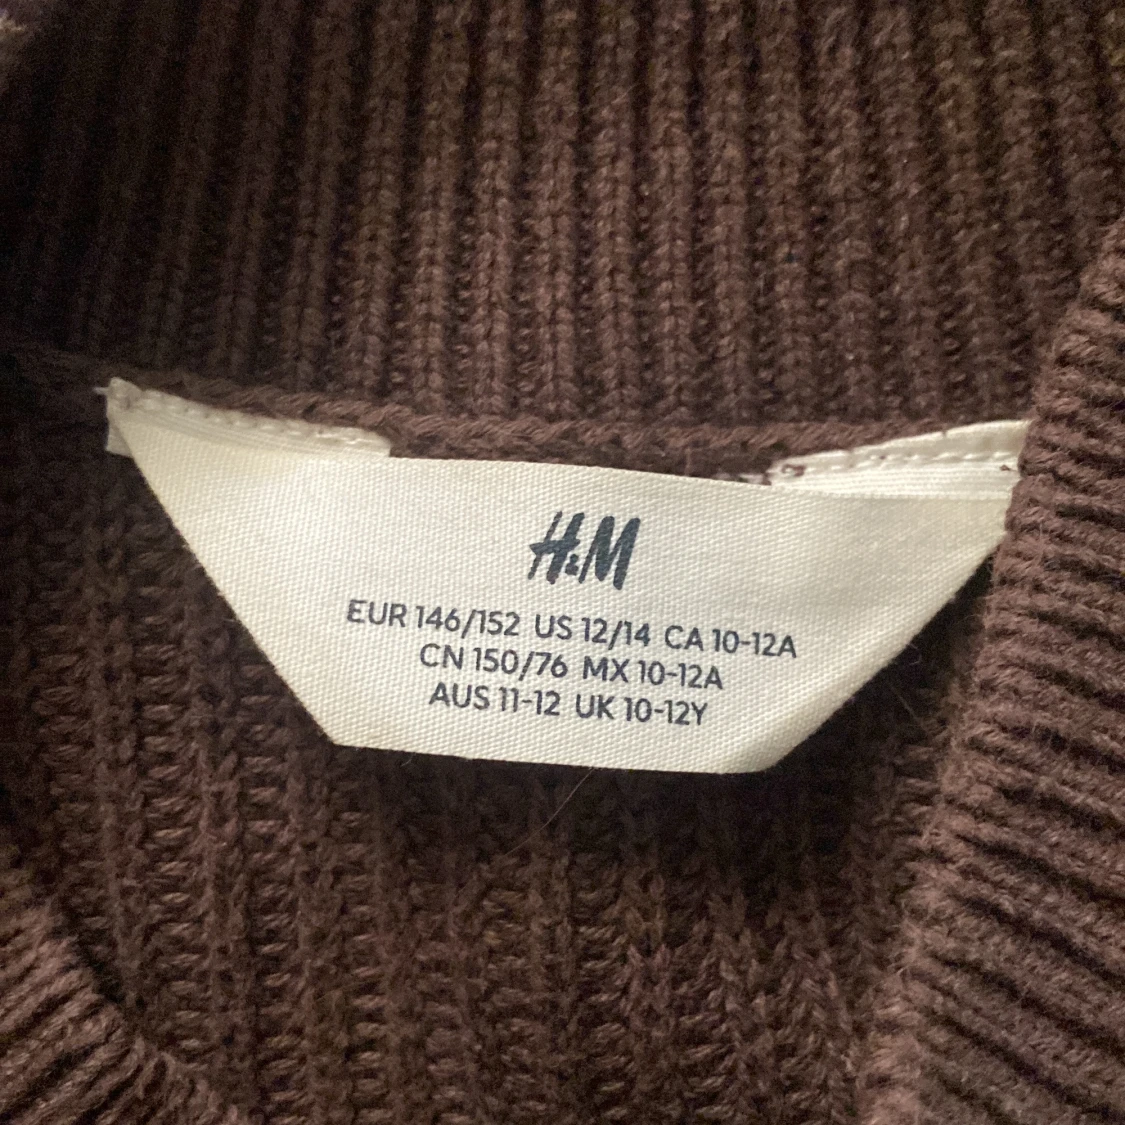 H&M
EUR 146/152 US 12/14 CA 10-12A
CN 150/76 MX 10-12A
AUS 11-12 UK 10-12Y